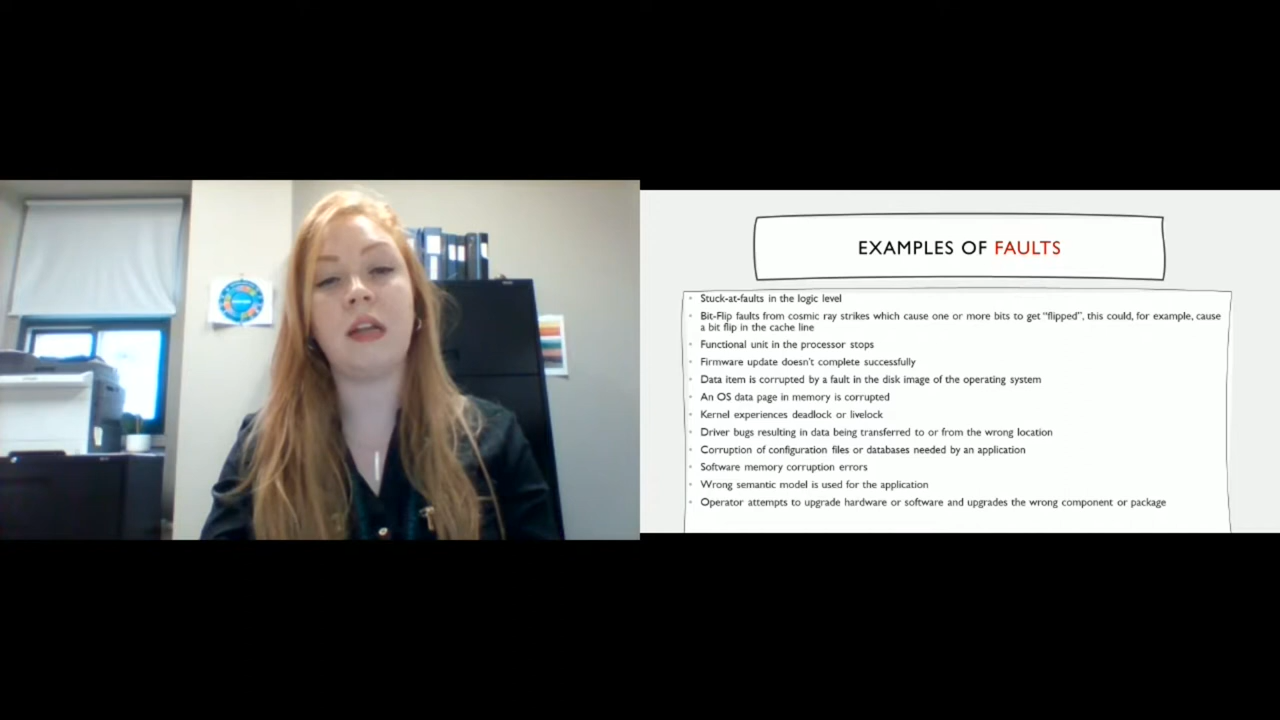 EXAMPLES OF FAULTS
Stuck-at-faults in the logic level
Bit-Flip faults from cosmic ray strikes which cause one or more bits to get “flipped”, this could, for example, cause
a bit flip in the cache line
Functional unit in the processor stops
Firmware update doesn't complete successfully
Data item is corrupted by a fault in the disk image of the operating system
An OS data page in memory is corrupted
Kernel experiences deadlock or livelock
Driver bugs resulting in data being transferred to or from the wrong location
Corruption of configuration files or databases needed by an application
Software memory corruption errors
Wrong semantic model is used for the application
Operator attempts to upgrade hardware or software and upgrades the wrong component or package